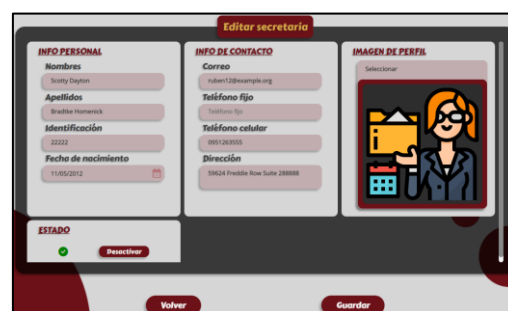 Editar secretaria
INFO PERSONAL
Nombres
Scotty Dayton
Apellidos
Bradtke Homenick
Identificación
22222
Fecha de nacimiento
11/05/2012
INFO DE CONTACTO
Correo
ruben12@example.org
Teléfono fijo
Teléfono fijo
Teléfono celular
0951263555
Dirección
59624 Freddie Row Suite 288888
IMAGEN DE PERFIL
Seleccionar
ESTADO
Desactivar
Volver
Guardar